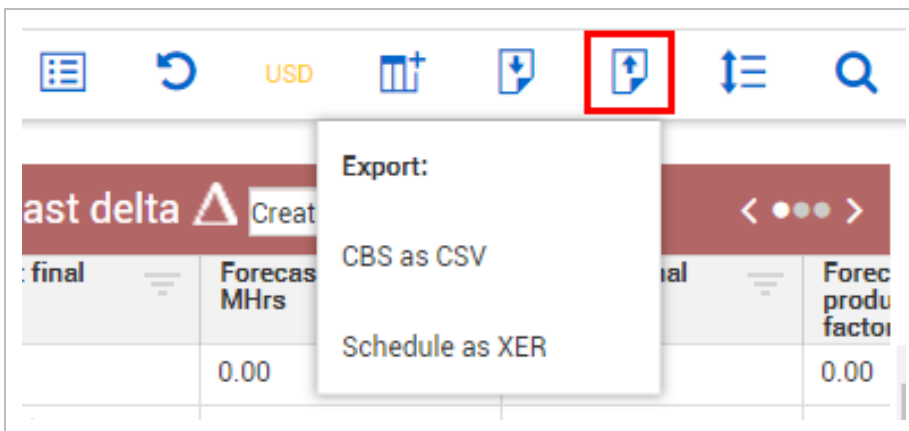 USD
Export:
CBS as CSV
Schedule as XER
ast delta Creat
final
Forecas
MHrs
al
Forec
produ
factor
0.00
0.00